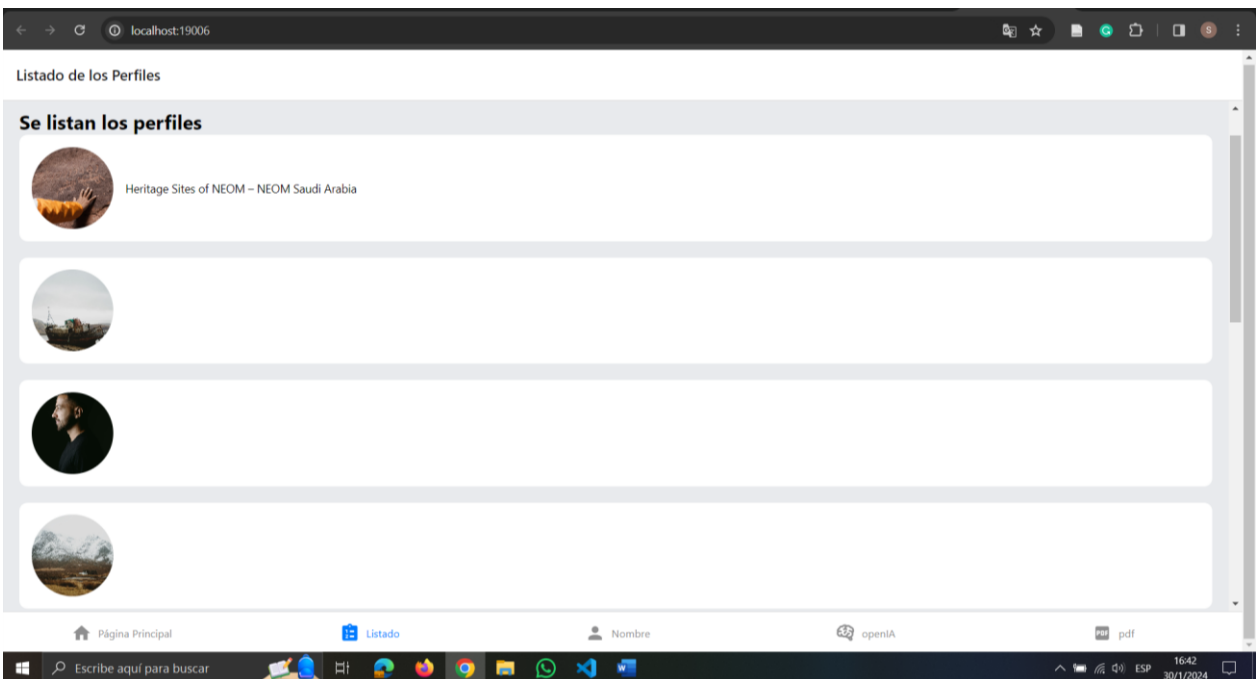 localhost:19006
S
Listado de los Perfiles
Se listan los perfiles
Heritage Sites of NEOM – NEOM Saudi Arabia
Página Principal
Listado
Nombre
openIA
PDF pdf
Escribe aquí para buscar
ESP
16:42
30/1/2024